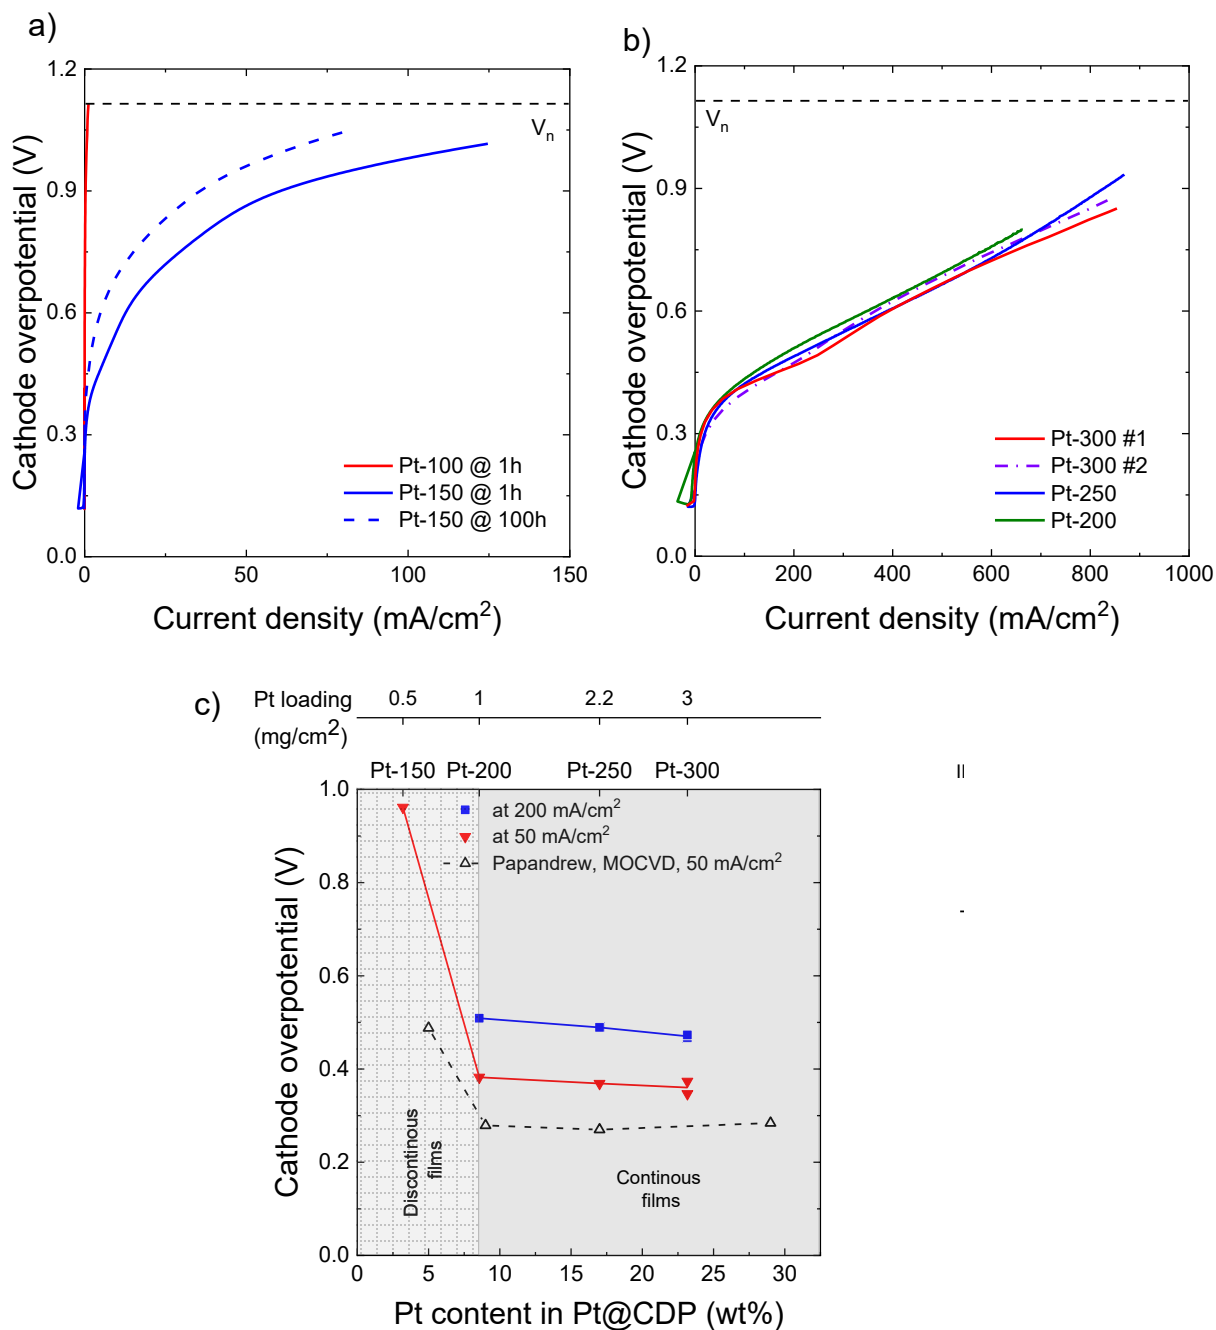 a)
1.2
0.9
0.6
0.3
0.0
Cathode overpotential (V)
Vn
Pt-100 @ 1h
Pt-150 @ 1h
Pt-150 @ 100h
0 50 100 150
Current density (mA/cm²)
b)
1.2
0.9
0.6
0.3
0.0
Cathode overpotential (V)
Vn
Pt-300 #1
Pt-300 #2
Pt-250
Pt-200
0 200 400 600 800 1000
Current density (mA/cm²)
c)
Pt loading 0.5 1 2.2 3
(mg/cm²)
Pt-150 Pt-200 Pt-250 Pt-300
1.0
0.8
0.6
0.4
0.2
0.0
Cathode overpotential (V)
at 200 mA/cm²
at 50 mA/cm²
Papandrew, MOCVD, 50 mA/cm²
Discontinous
films
Continous
films
0 5 10 15 20 25 30
Pt content in Pt@CDP (wt%)